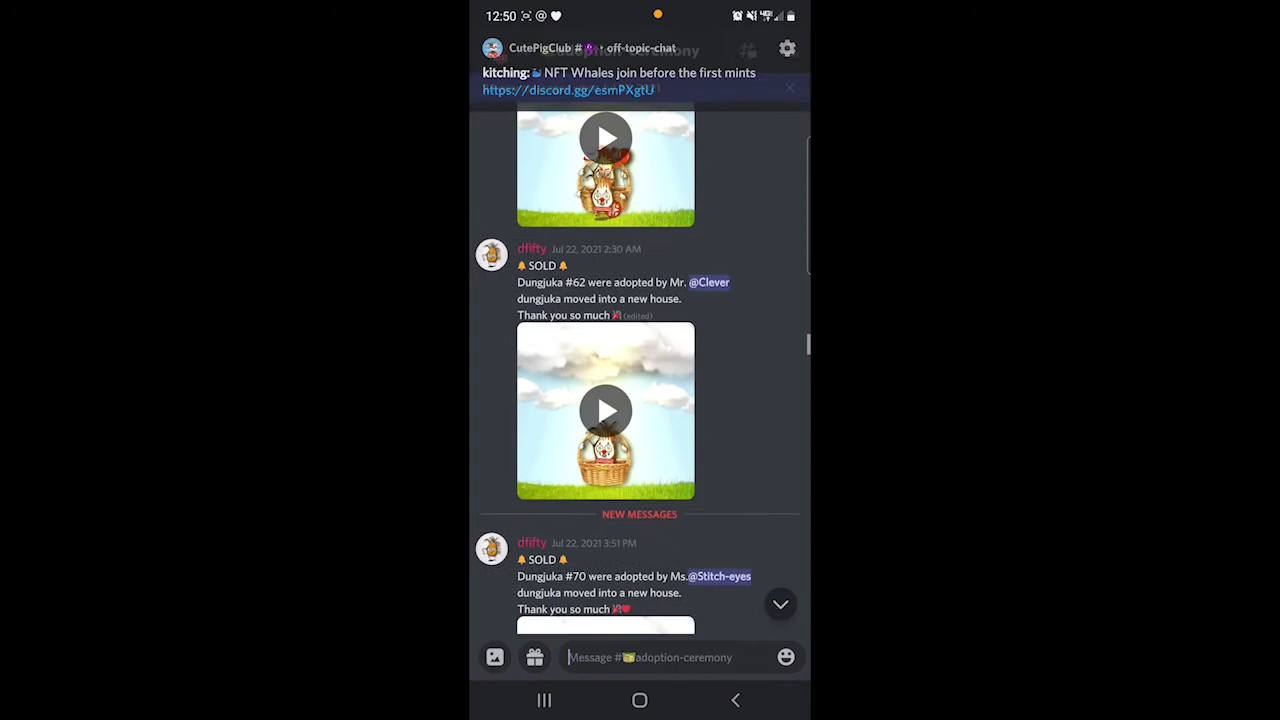 12:50
CutePigClub # • off-topic-chat
adoption-ceremony
kitching: 🐳 NFT Whales join before the first mints
https://discord.gg/esmPXgtU
dfifty Jul 22, 2021 2:30 AM
🔔 SOLD 🔔
Dungjuka #62 were adopted by Mr. @Clever
dungjuka moved into a new house.
Thank you so much 🎉 (edited)
NEW MESSAGES
dfifty Jul 22, 2021 3:51 PM
🔔 SOLD 🔔
Dungjuka #70 were adopted by Ms.@Stitch-eyes
dungjuka moved into a new house.
Thank you so much 🎉❤
Message #adoption-ceremony